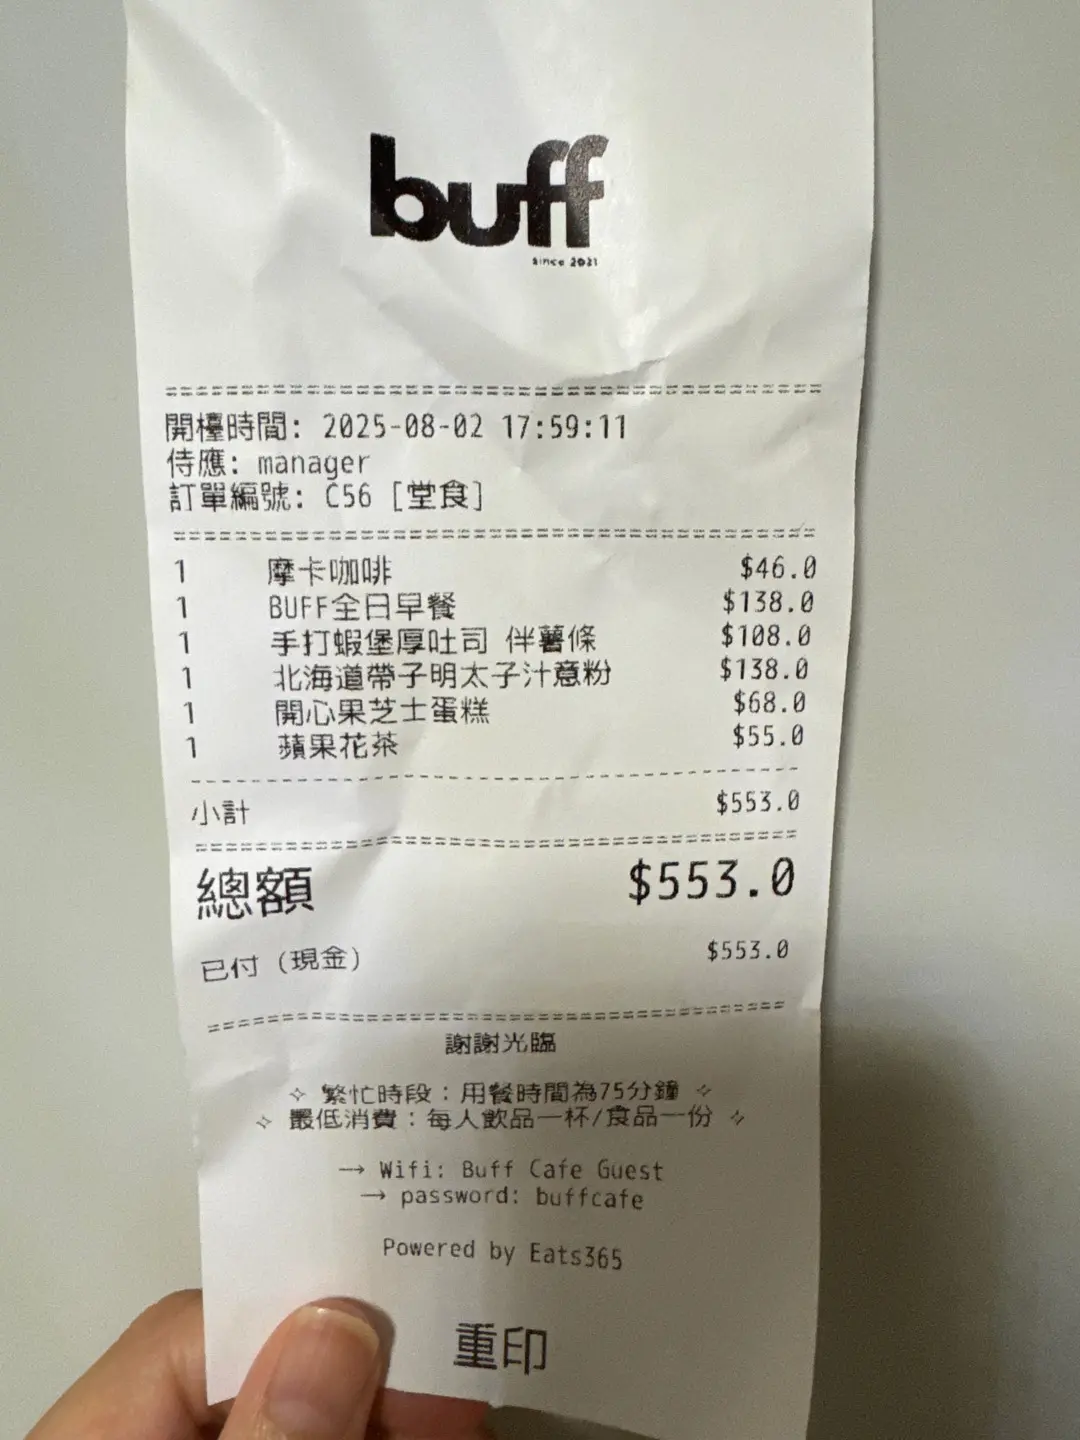 buff
since 2021
開檯時間: 2025-08-02 17:59:11
侍應: manager
訂單編號: C56 [堂食]
1 摩卡咖啡 $46.0
1 BUFF全日早餐 $138.0
1 手打蝦堡厚吐司 伴薯條 $108.0
1 北海道帶子明太子汁意粉 $138.0
1 開心果芝士蛋糕 $68.0
1 蘋果花茶 $55.0
小計 $553.0
總額 $553.0
已付 (現金) $553.0
謝謝光臨
✧ 繁忙時段：用餐時間為75分鐘 ✧
✧ 最低消費：每人飲品一杯/食品一份 ✧
→ Wifi: Buff Cafe Guest
→ password: buffcafe
Powered by Eats365
重印